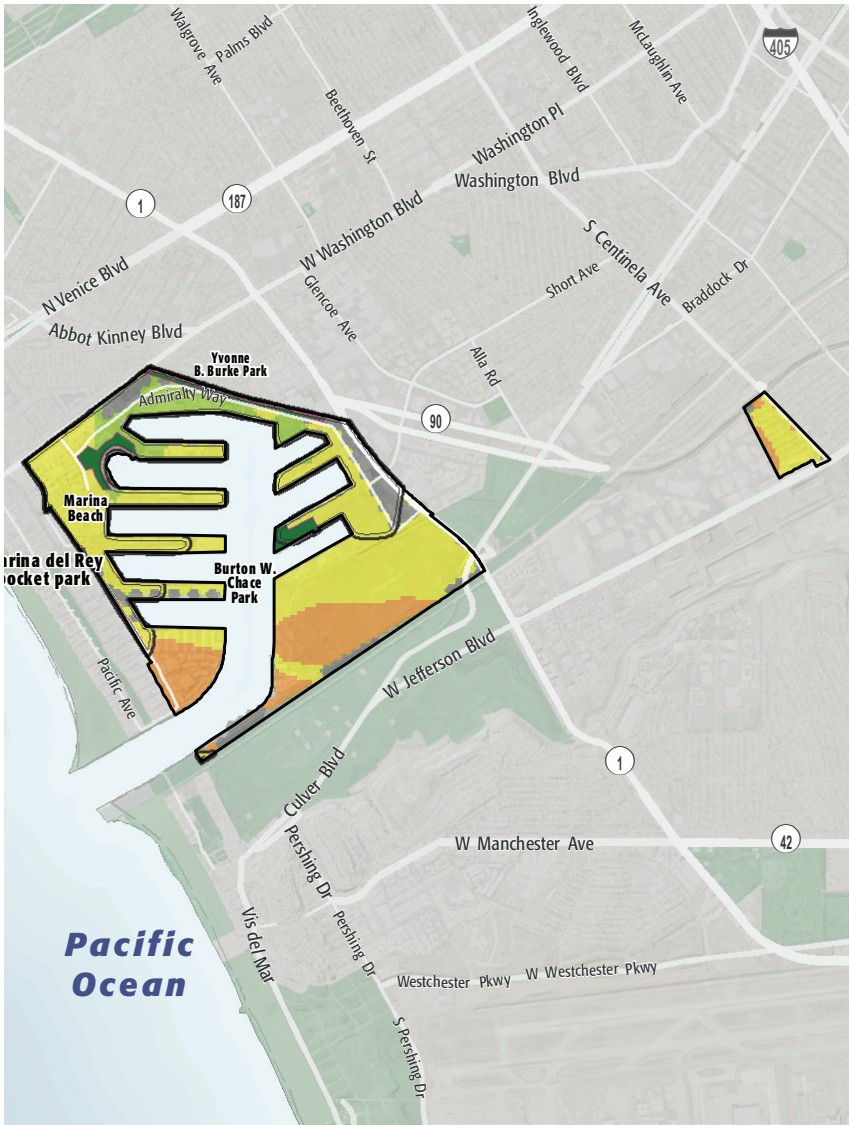 Walgrove Ave
Palms Blvd
Inglewood Blvd
McLaughlin Ave
405
Beethoven St
Washington Pl
Washington Blvd
1
187
W Washington Blvd
S Centinela Ave
N Venice Blvd
Glencoe Ave
Short Ave
Braddock Dr
Abbot Kinney Blvd
Alla Rd
Yvonne
B. Burke Park
Admiralty Way
90
Marina
Beach
arina del Rey
pocket park
Burton W.
Chace
Park
Pacific Ave
W Jefferson Blvd
Culver Blvd
1
Pershing Dr
W Manchester Ave
42
Vis del Mar
Pershing Dr
Pacific
Ocean
Westchester Pkwy
W Westchester Pkwy
S Pershing Dr